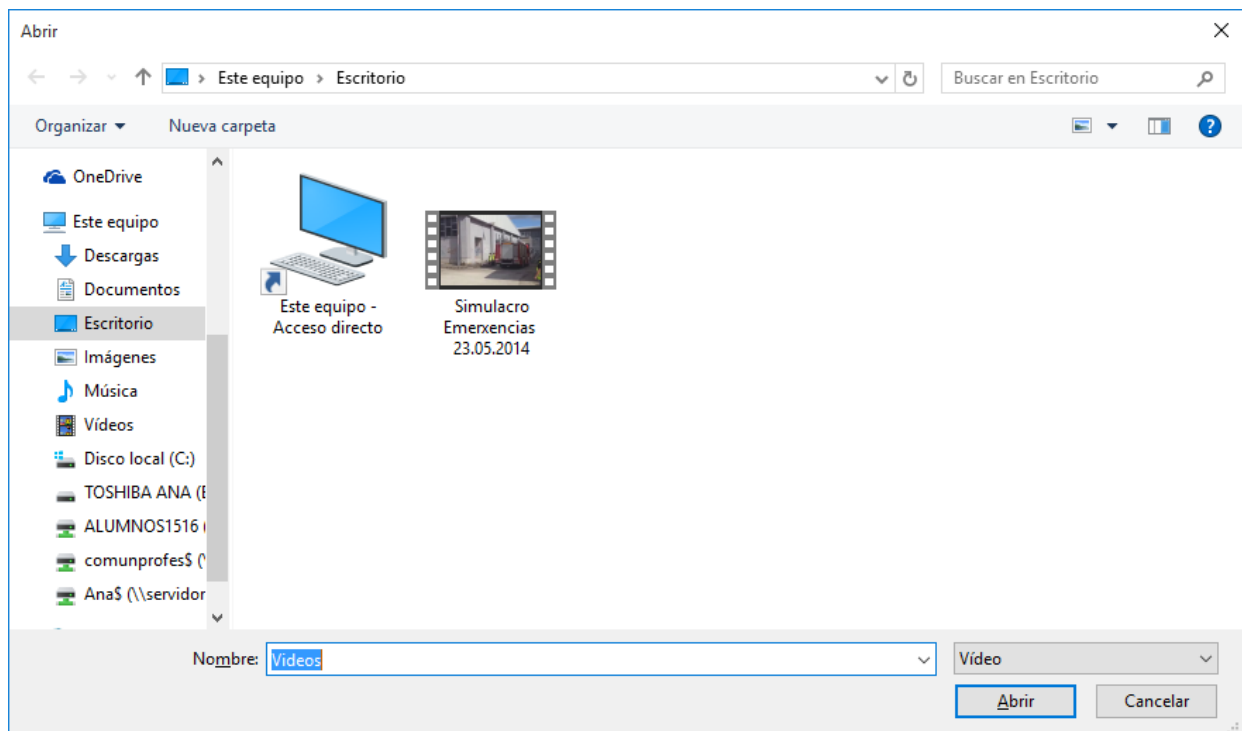 Abrir
Este equipo › Escritorio
Buscar en Escritorio
Organizar
Nueva carpeta
?
OneDrive
Este equipo
Descargas
Documentos
Escritorio
Imágenes
Música
Vídeos
Disco local (C:)
TOSHIBA ANA (E
ALUMNOS1516 (
comunprofes$ (\
Ana$ (\\servidor
Este equipo -
Acceso directo
Simulacro
Emerxencias
23.05.2014
Nombre:
Videos
Vídeo
Abrir
Cancelar